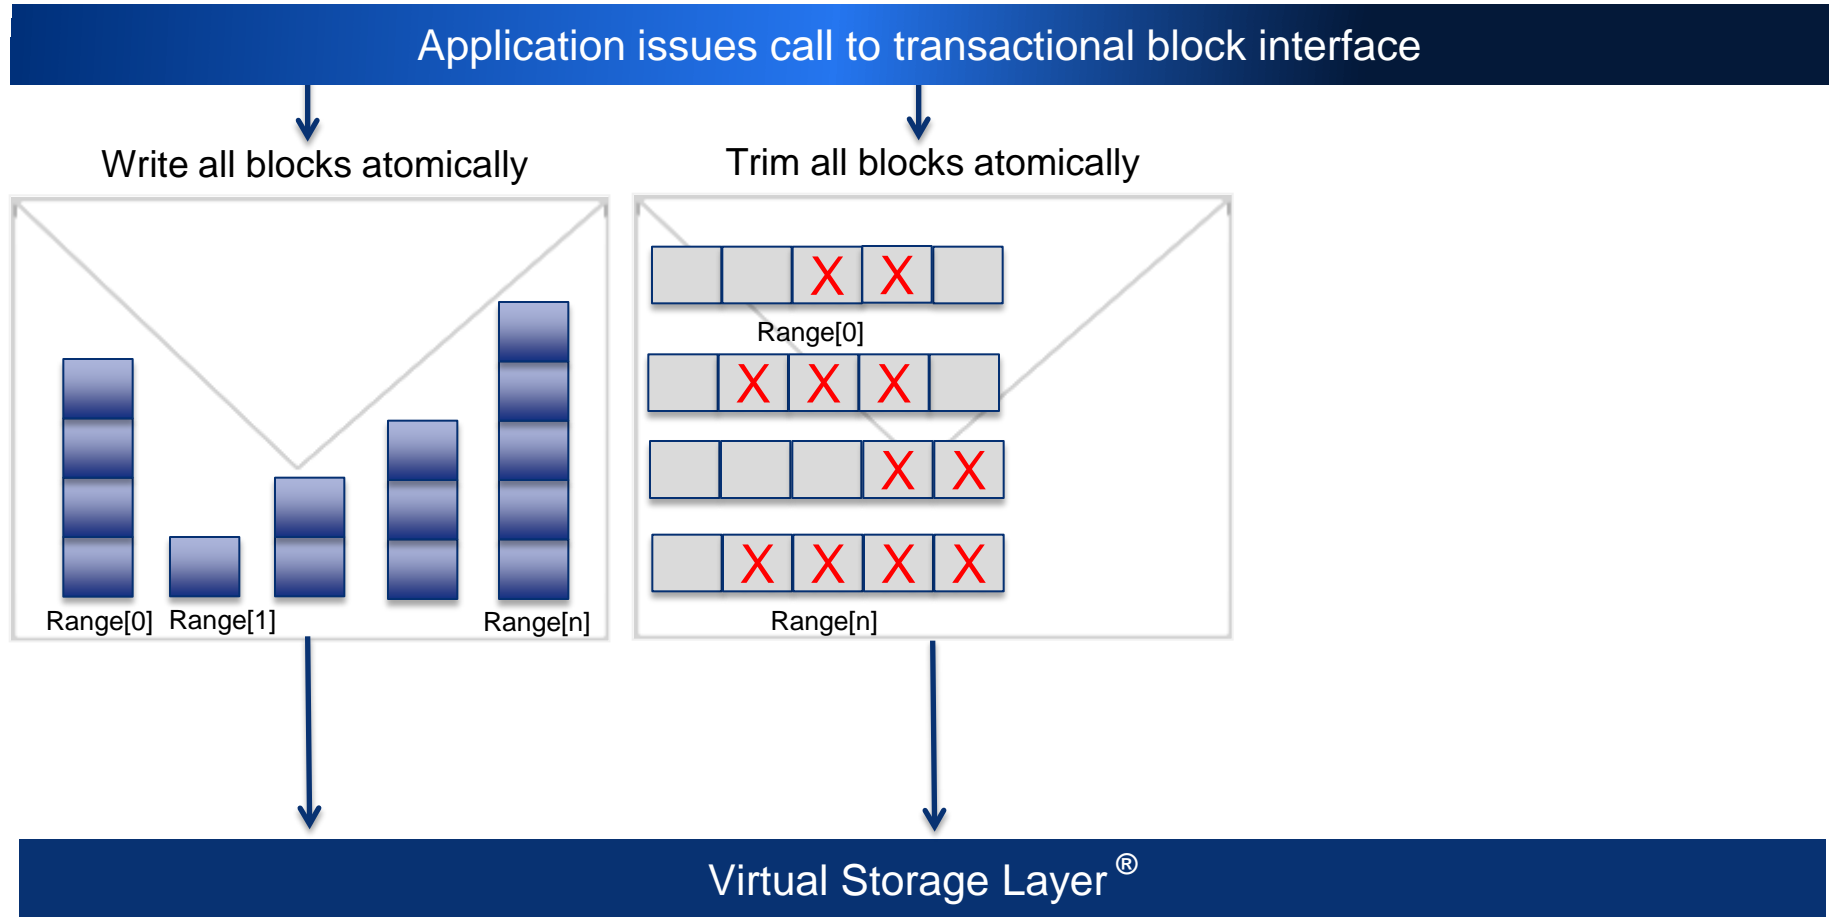 Application issues call to transactional block interface
Write all blocks atomically
Trim all blocks atomically
X X
Range[0]
X X X
X X
X X X X
Range[0] Range[1] Range[n]
Range[n]
Virtual Storage Layer®